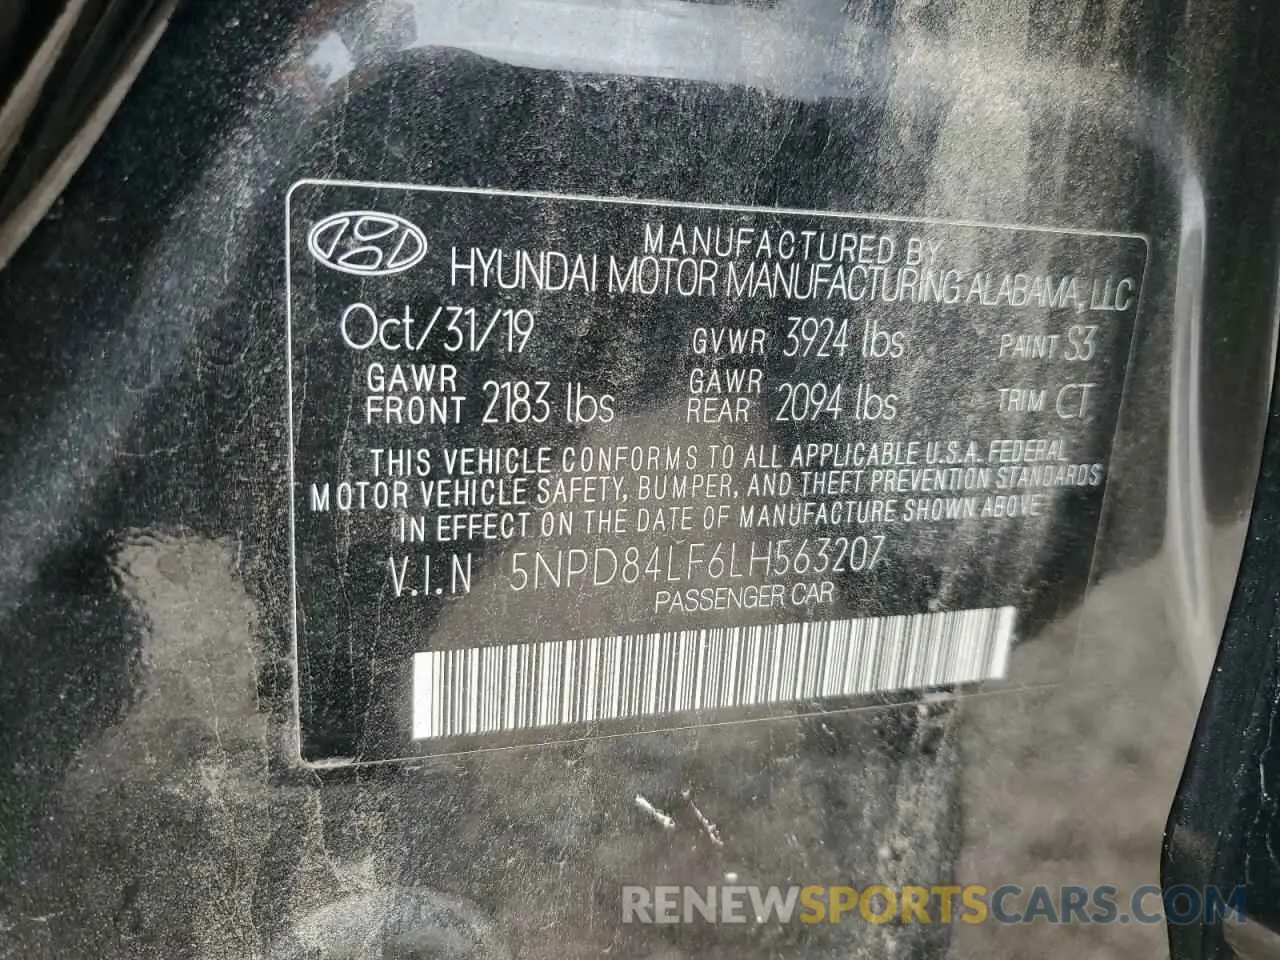 MANUFACTURED BY
HYUNDAI MOTOR MANUFACTURING ALABAMA, LLC
Oct/31/19 GVWR 3924 lbs PAINT S3
GAWR FRONT 2183 lbs GAWR REAR 2094 lbs TRIM CT
THIS VEHICLE CONFORMS TO ALL APPLICABLE U.S.A. FEDERAL
MOTOR VEHICLE SAFETY, BUMPER, AND THEFT PREVENTION STANDARDS
IN EFFECT ON THE DATE OF MANUFACTURE SHOWN ABOVE
V.I.N 5NPD84LF6LH563207
PASSENGER CAR
RENEWSPORTSCARS.COM